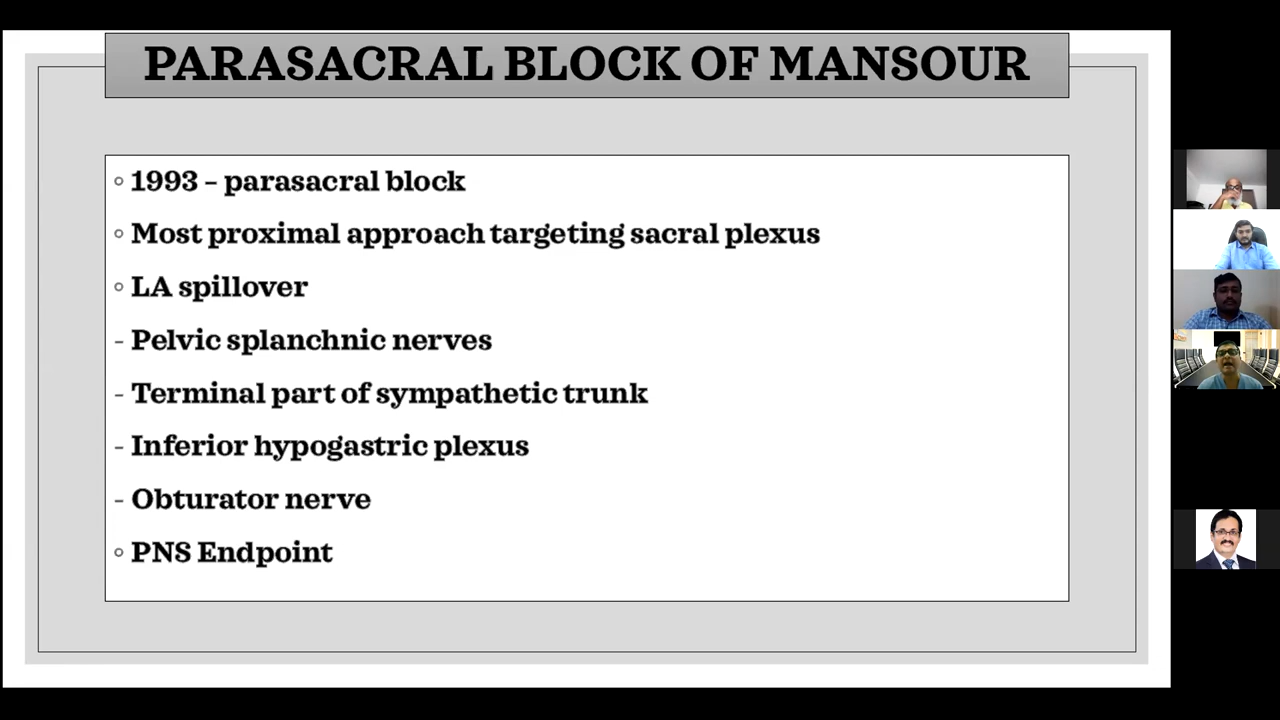 PARASACRAL BLOCK OF MANSOUR
◦ 1993 – parasacral block
◦ Most proximal approach targeting sacral plexus
◦ LA spillover
- Pelvic splanchnic nerves
- Terminal part of sympathetic trunk
- Inferior hypogastric plexus
- Obturator nerve
◦ PNS Endpoint